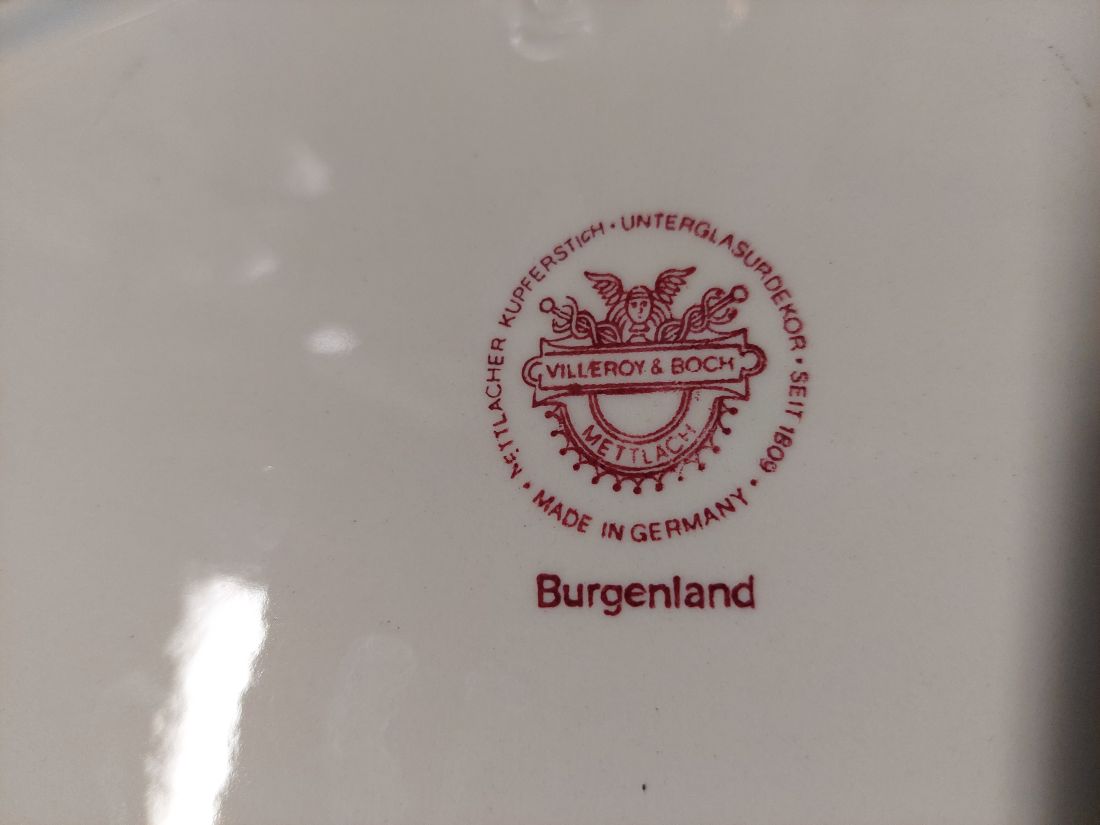 METTLACHER KUPFERSTICH · UNTERGLASURDEKOR · SEIT 1809 ·
VILLEROY & BOCH
METTLACH
· MADE IN GERMANY ·
Burgenland